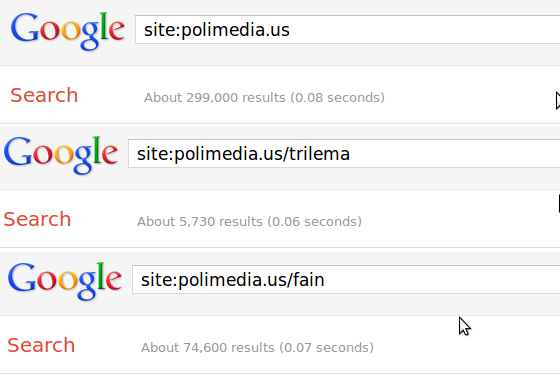 Google site:polimedia.us
Search About 299,000 results (0.08 seconds)
Google site:polimedia.us/trilema
Search About 5,730 results (0.06 seconds)
Google site:polimedia.us/fain
Search About 74,600 results (0.07 seconds)